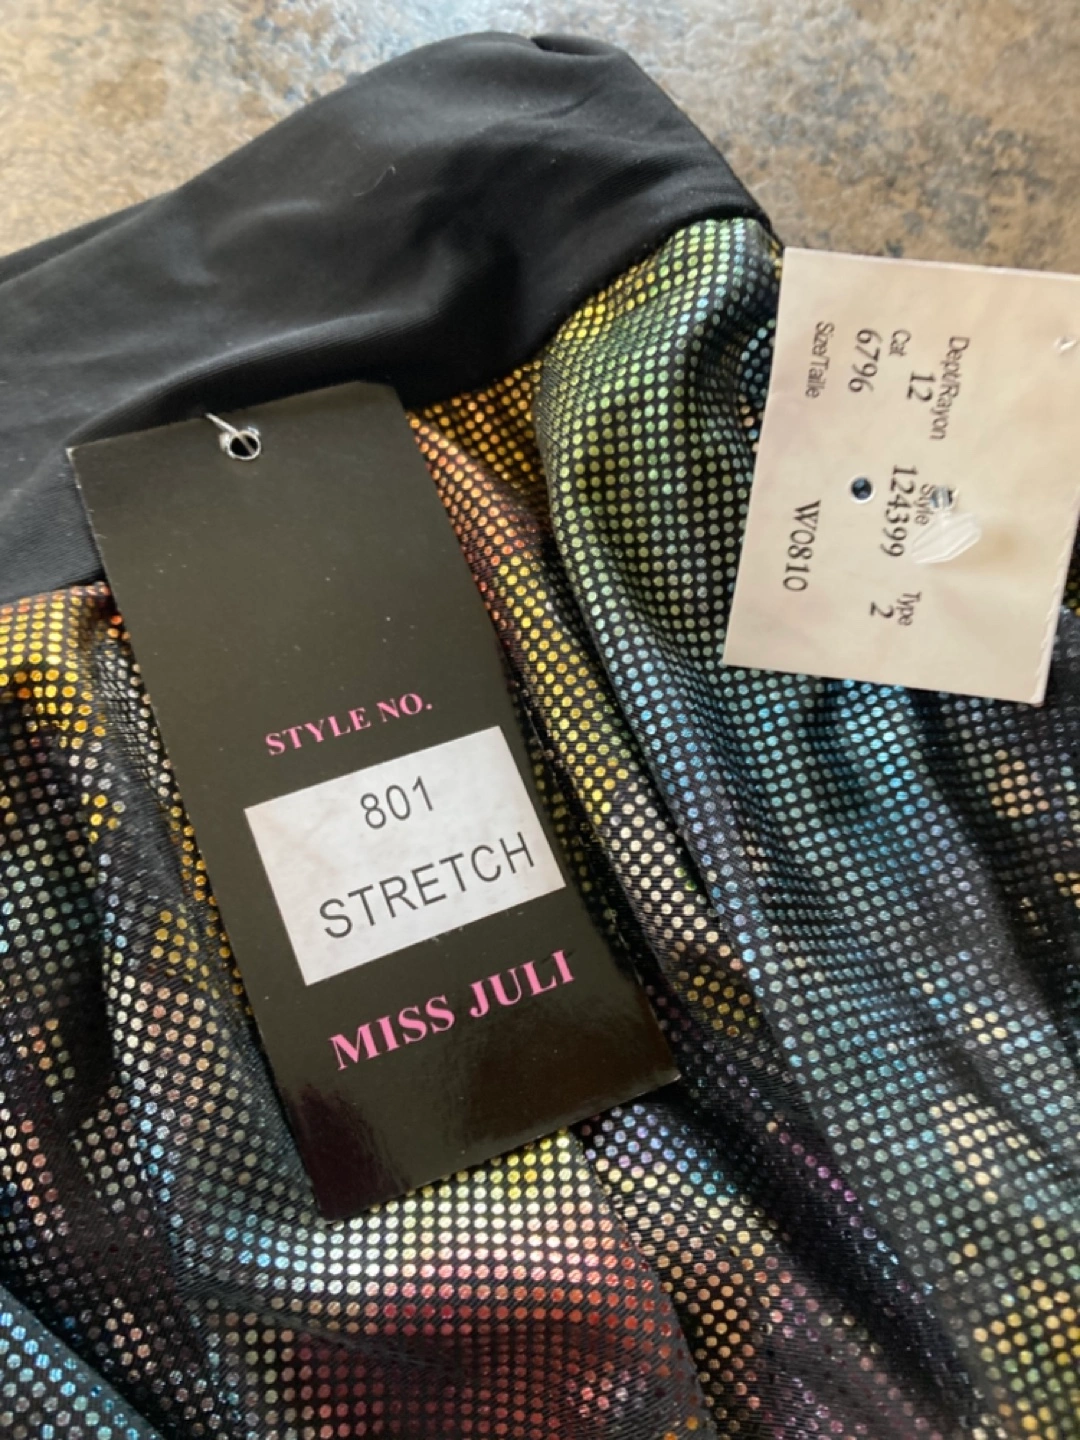 STYLE NO.
801
STRETCH
MISS JULI
Dept/Rayon Style Type
12 124399 2
Cat
6796
Size/Taille W0810